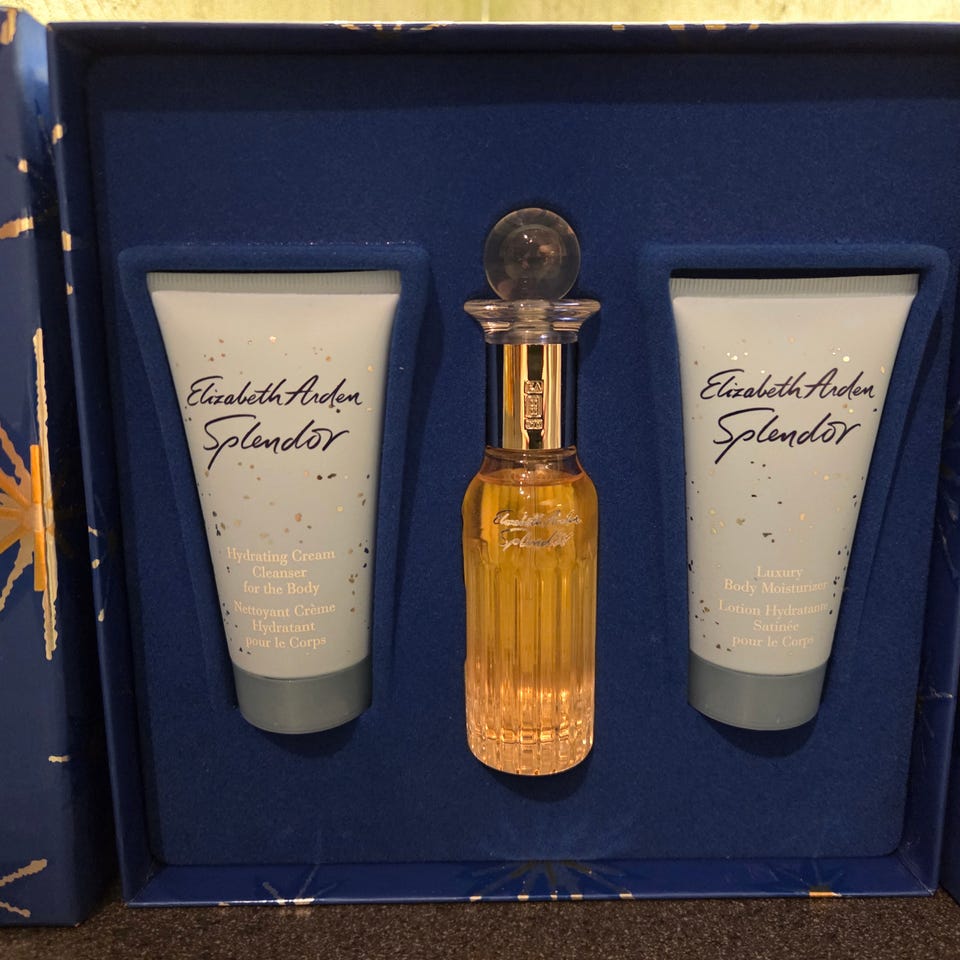 Elizabeth Arden
Splendor
Hydrating Cream
Cleanser
for the Body
Nettoyant Crème
Hydratant
pour le Corps
Elizabeth Arden
Splendor
Elizabeth Arden
Splendor
Luxury
Body Moisturizer
Lotion Hydratante
Satinée
pour le Corps